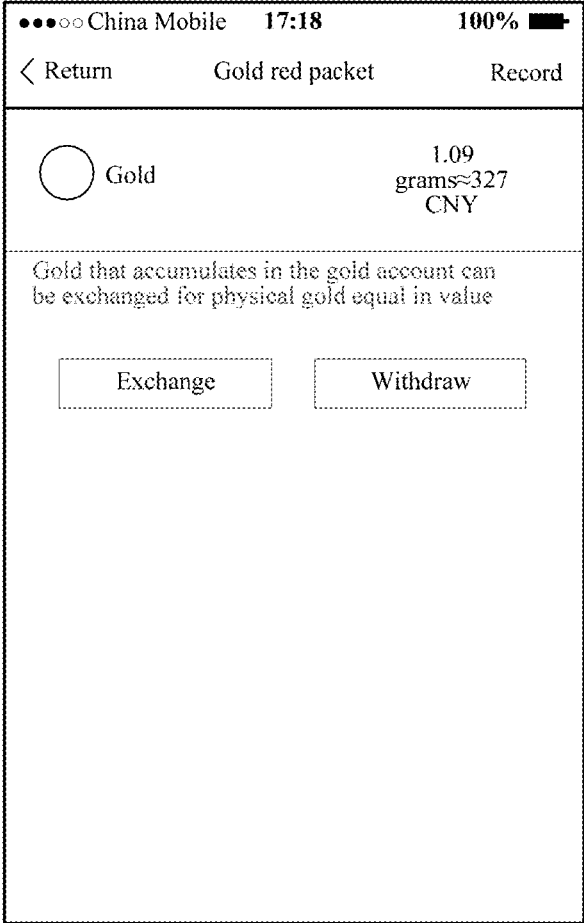 China Mobile 17:18 100%
Return Gold red packet Record
Gold
1.09
grams≈327
CNY
Gold that accumulates in the gold account can
be exchanged for physical gold equal in value
Exchange Withdraw